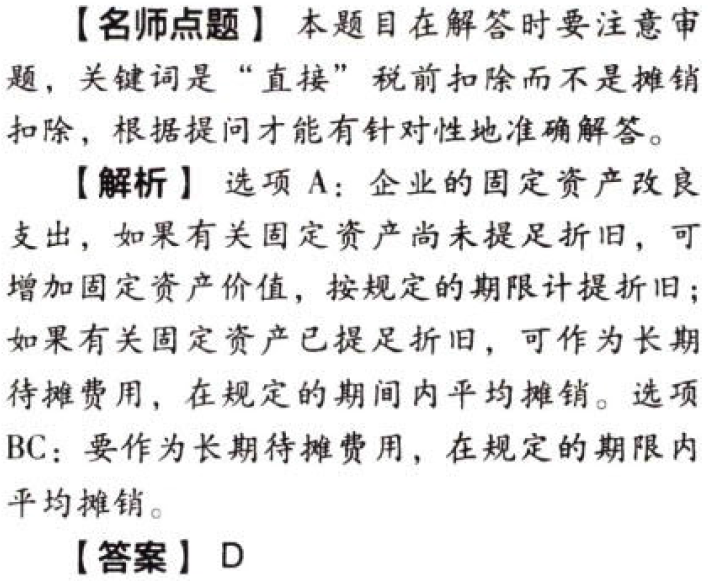 【名师点题】 本题目在解答时要注意审
题，关键词是“直接”税前扣除而不是摊销
扣除，根据提问才能有针对性地准确解答。
【解析】 选项 A：企业的固定资产改良
支出，如果有关固定资产尚未提足折旧，可
增加固定资产价值，按规定的期限计提折旧；
如果有关固定资产已提足折旧，可作为长期
待摊费用，在规定的期间内平均摊销。选项
BC：要作为长期待摊费用，在规定的期限内
平均摊销。
【答案】 D